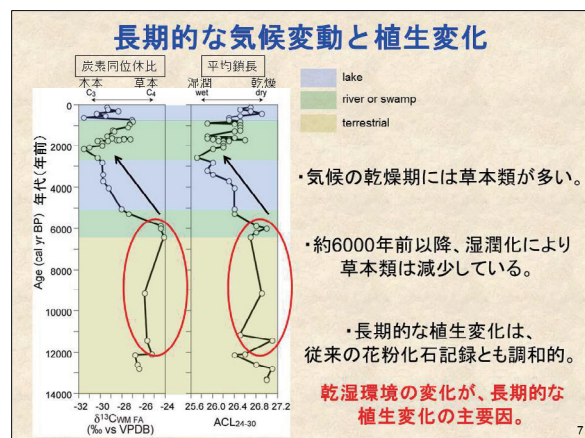 長期的な気候変動と植生変化
炭素同位休比
平均鎖長
木本
草本
湿潤
乾燥
C3
C4
wet
dry
lake
river or swamp
terrestrial
Age (cal yr BP) 年代(年前)
0
2000
4000
6000
8000
10000
12000
14000
-32 -30 -28 -26 -24
25.0 25.6 26.0 26.4 26.8 27.2
δ13CWM FA
(‰ vs VPDB)
ACL24-30
・気候の乾燥期には草本類が多い。
・約6000年前以降、湿潤化により
草本類は減少している。
・長期的な植生変化は、
従来の花粉化石記録とも調和的。
乾湿環境の変化が、長期的な
植生変化の主要因。
7